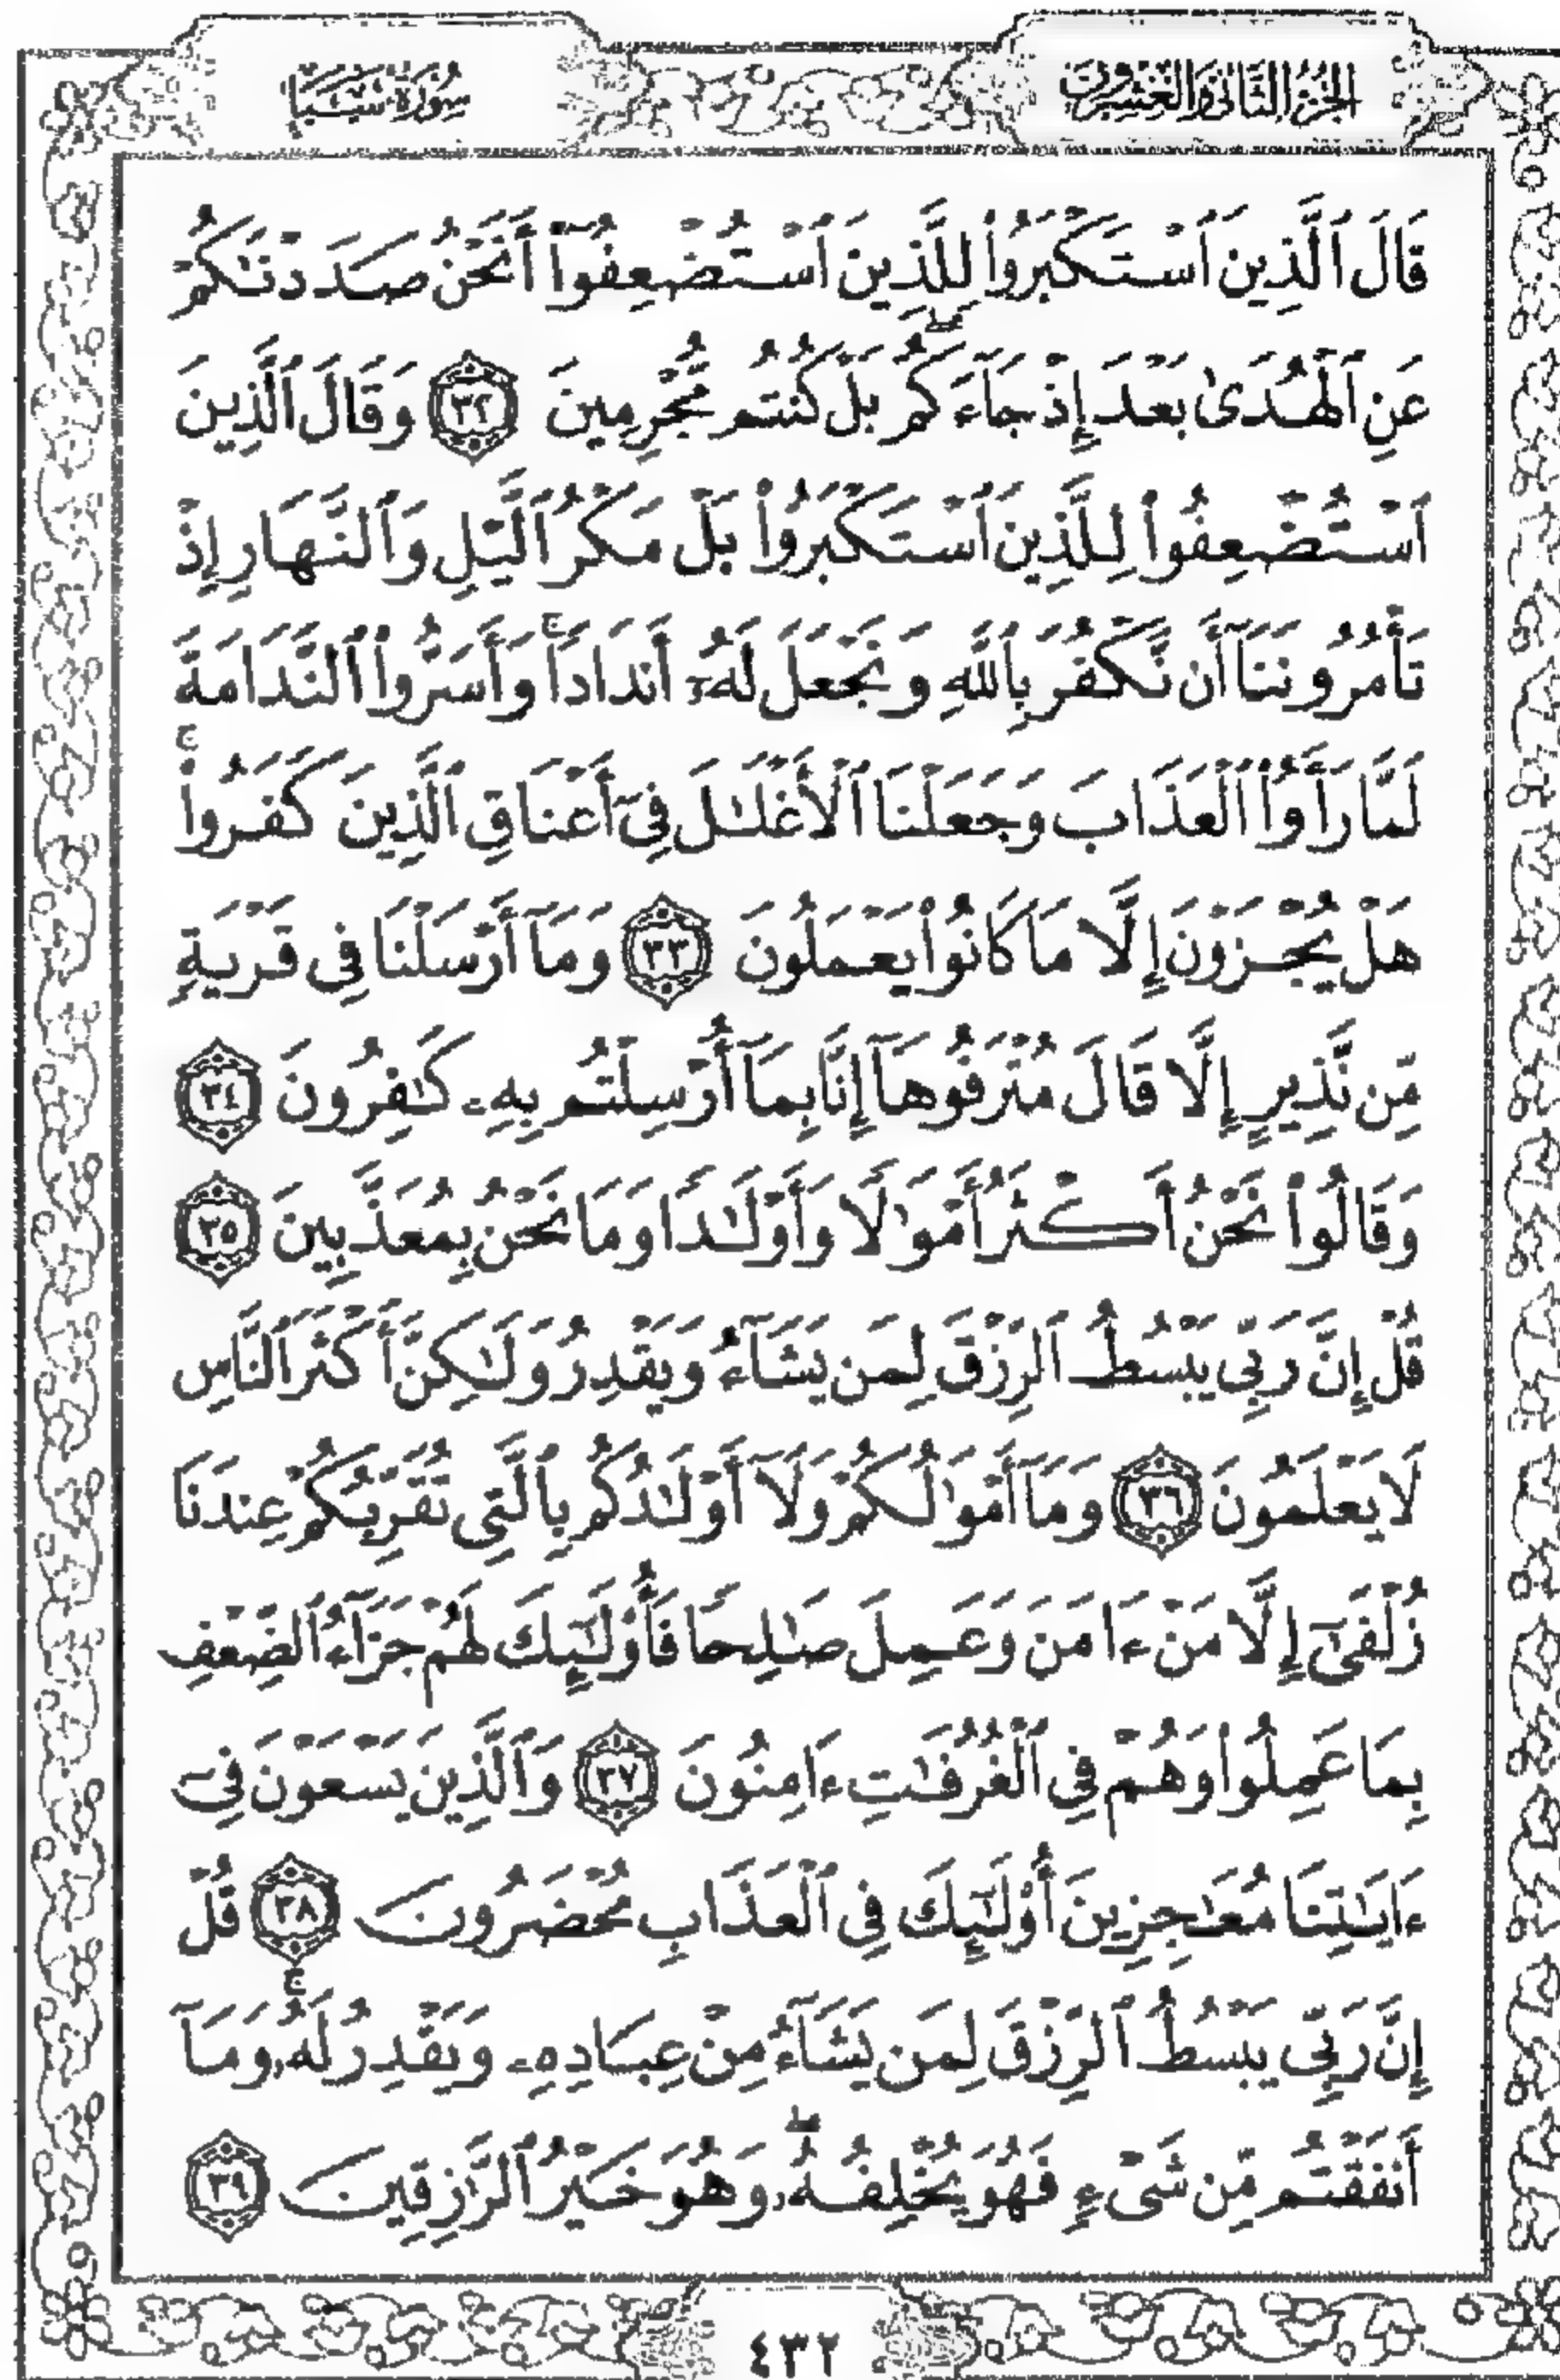 الجزء الثاني والعشرون
سورة سبإ
قَالَ ٱلَّذِينَ ٱسْتَكْبَرُوا۟ لِلَّذِينَ ٱسْتُضْعِفُوٓا۟ أَنَحْنُ صَدَدْنَٰكُمْ
عَنِ ٱلْهُدَىٰ بَعْدَ إِذْ جَآءَكُم ۖ بَلْ كُنتُم مُّجْرِمِينَ ٣٢ وَقَالَ ٱلَّذِينَ
ٱسْتُضْعِفُوا۟ لِلَّذِينَ ٱسْتَكْبَرُوا۟ بَلْ مَكْرُ ٱلَّيْلِ وَٱلنَّهَارِ إِذْ
تَأْمُرُونَنَآ أَن نَّكْفُرَ بِٱللَّهِ وَنَجْعَلَ لَهُۥٓ أَندَادًا ۚ وَأَسَرُّوا۟ ٱلنَّدَامَةَ
لَمَّا رَأَوُا۟ ٱلْعَذَابَ وَجَعَلْنَا ٱلْأَغْلَٰلَ فِىٓ أَعْنَاقِ ٱلَّذِينَ كَفَرُوا۟ ۚ
هَلْ يُجْزَوْنَ إِلَّا مَا كَانُوا۟ يَعْمَلُونَ ٣٣ وَمَآ أَرْسَلْنَا فِى قَرْيَةٍ
مِّن نَّذِيرٍ إِلَّا قَالَ مُتْرَفُوهَآ إِنَّا بِمَآ أُرْسِلْتُم بِهِۦ كَٰفِرُونَ ٣٤
وَقَالُوا۟ نَحْنُ أَكْثَرُ أَمْوَٰلًا وَأَوْلَٰدًا وَمَا نَحْنُ بِمُعَذَّبِينَ ٣٥
قُلْ إِنَّ رَبِّى يَبْسُطُ ٱلرِّزْقَ لِمَن يَشَآءُ وَيَقْدِرُ وَلَٰكِنَّ أَكْثَرَ ٱلنَّاسِ
لَا يَعْلَمُونَ ٣٦ وَمَآ أَمْوَٰلُكُمْ وَلَآ أَوْلَٰدُكُم بِٱلَّتِى تُقَرِّبُكُمْ عِندَنَا
زُلْفَىٰٓ إِلَّا مَنْ ءَامَنَ وَعَمِلَ صَٰلِحًا فَأُو۟لَٰٓئِكَ لَهُمْ جَزَآءُ ٱلضِّعْفِ
بِمَا عَمِلُوا۟ وَهُمْ فِى ٱلْغُرُفَٰتِ ءَامِنُونَ ٣٧ وَٱلَّذِينَ يَسْعَوْنَ فِىٓ
ءَايَٰتِنَا مُعَٰجِزِينَ أُو۟لَٰٓئِكَ فِى ٱلْعَذَابِ مُحْضَرُونَ ٣٨ قُلْ
إِنَّ رَبِّى يَبْسُطُ ٱلرِّزْقَ لِمَن يَشَآءُ مِنْ عِبَادِهِۦ وَيَقْدِرُ لَهُۥ ۚ وَمَآ
أَنفَقْتُم مِّن شَىْءٍ فَهُوَ يُخْلِفُهُۥ ۖ وَهُوَ خَيْرُ ٱلرَّٰزِقِينَ ٣٩
٤٣٢